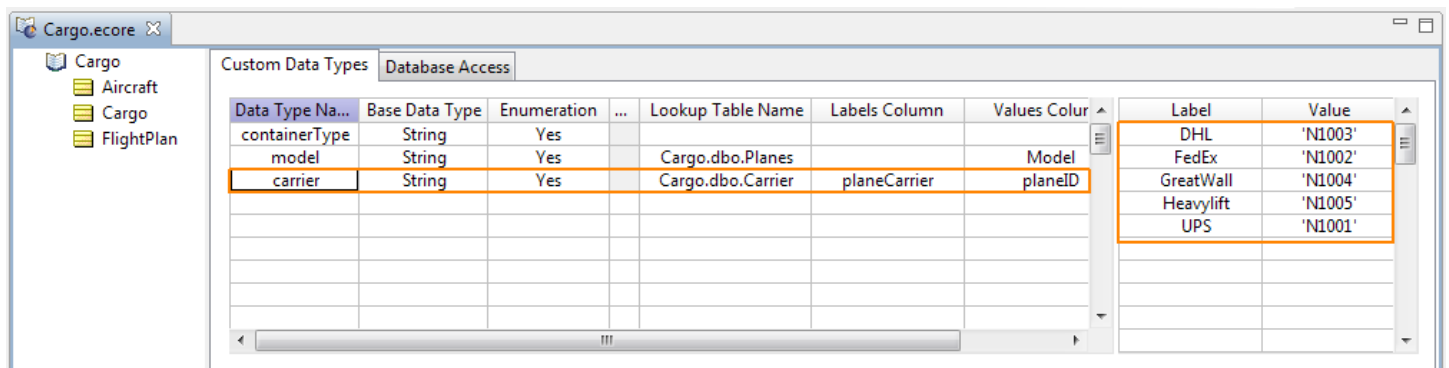 Cargo.ecore
Cargo
Aircraft
Cargo
FlightPlan
Custom Data Types Database Access
Data Type Na... Base Data Type Enumeration ... Lookup Table Name Labels Column Values Colur
containerType String Yes
model String Yes Cargo.dbo.Planes Model
carrier String Yes Cargo.dbo.Carrier planeCarrier planeID
Label Value
DHL 'N1003'
FedEx 'N1002'
GreatWall 'N1004'
Heavylift 'N1005'
UPS 'N1001'